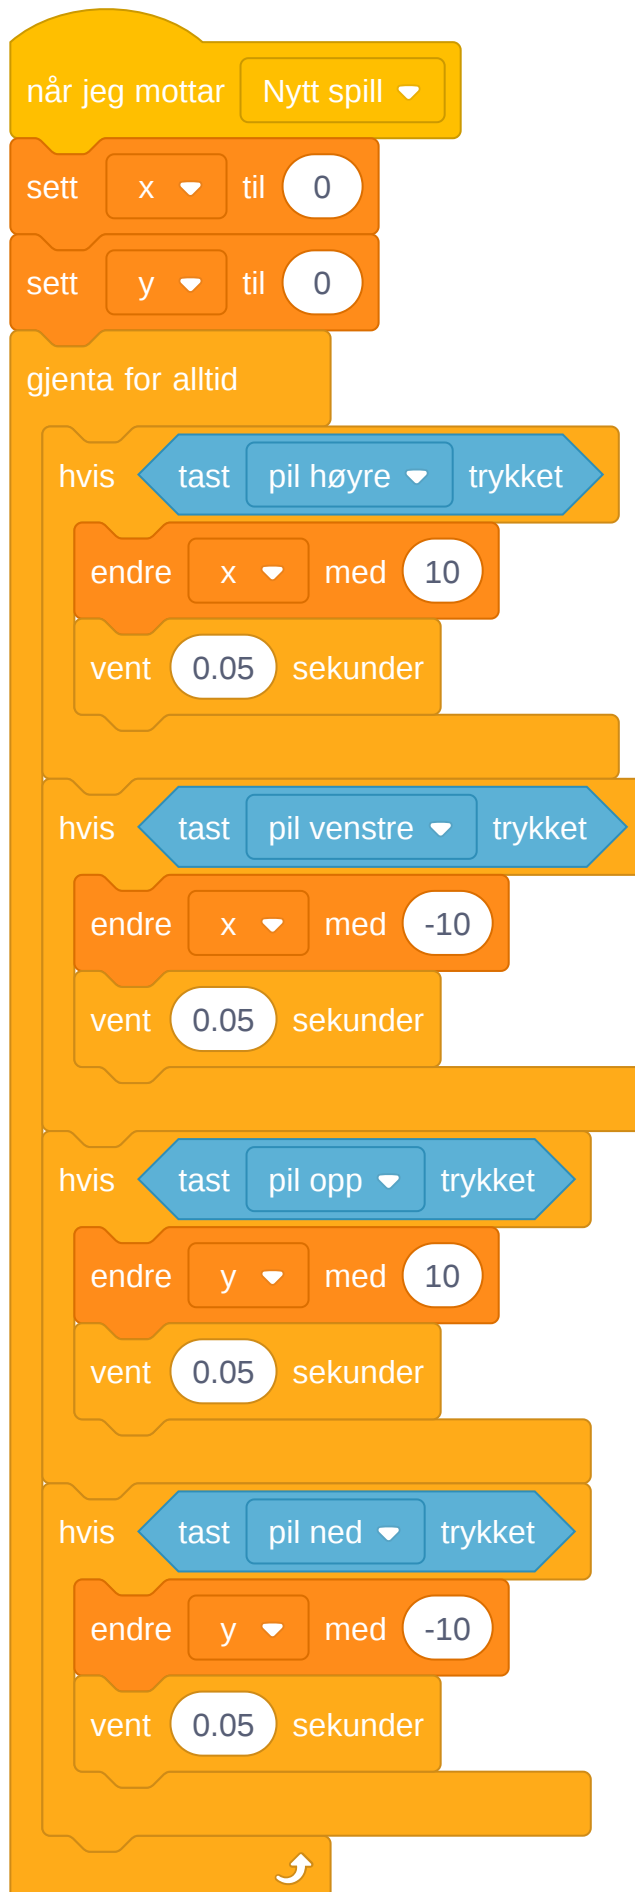 når jeg mottar Nytt spill
sett x til 0
sett y til 0
gjenta for alltid
hvis tast pil høyre trykket
endre x med 10
vent 0.05 sekunder
hvis tast pil venstre trykket
endre x med -10
vent 0.05 sekunder
hvis tast pil opp trykket
endre y med 10
vent 0.05 sekunder
hvis tast pil ned trykket
endre y med -10
vent 0.05 sekunder